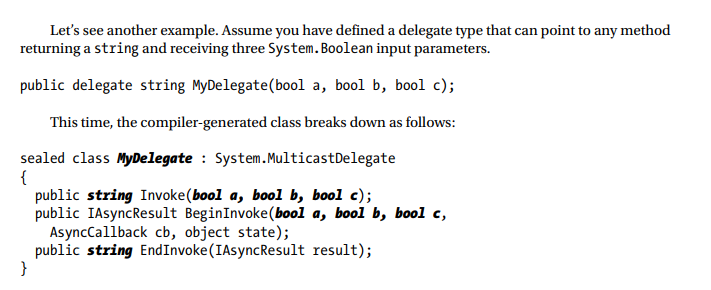 Let's see another example. Assume you have defined a delegate type that can point to any method
returning a string and receiving three System.Boolean input parameters.
public delegate string MyDelegate(bool a, bool b, bool c);
This time, the compiler-generated class breaks down as follows:
sealed class MyDelegate : System.MulticastDelegate
{
public string Invoke(bool a, bool b, bool c);
public IAsyncResult BeginInvoke(bool a, bool b, bool c,
AsyncCallback cb, object state);
public string EndInvoke(IAsyncResult result);
}